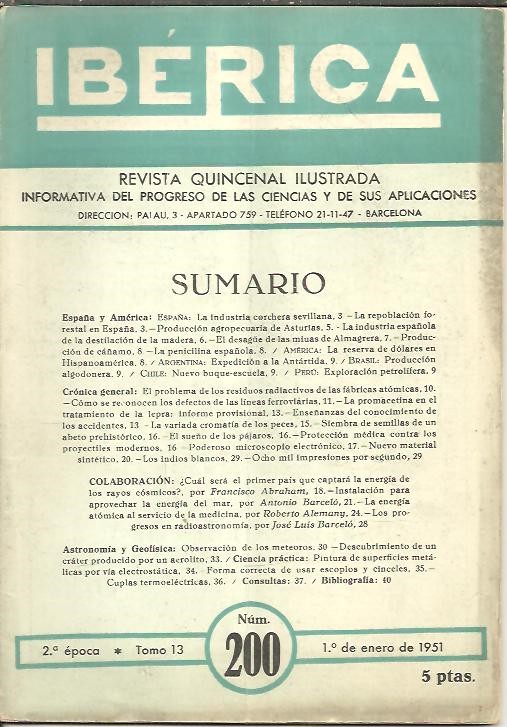 IBÉRICA
REVISTA QUINCENAL ILUSTRADA
INFORMATIVA DEL PROGRESO DE LAS CIENCIAS Y DE SUS APLICACIONES
DIRECCION: PALAU, 3 - APARTADO 759 - TELÉFONO 21-11-47 - BARCELONA
SUMARIO
España y América: ESPAÑA: La industria corchera sevillana, 3 —La repoblación fo-
restal en España, 3.—Producción agropecuaria de Asturias, 5. - La industria española
de la destilación de la madera, 6.—El desagüe de las minas de Almagrera, 7.— Produc-
ción de cáñamo, 8 —La penicilina española, 8. / AMÉRICA: La reserva de dólares en
Hispanoamérica, 8. / ARGENTINA: Expedición a la Antártida, 9. / BRASIL: Producción
algodonera, 9. / CHILE: Nuevo buque-escuela, 9. / PERÚ: Exploración petrolífera, 9
Crónica general: El problema de los residuos radiactivos de las fábricas atómicas, 10.
—Cómo se reconocen los defectos de las líneas ferroviarias, 11.— La prometacina en el
tratamiento de la lepra: informe provisional, 13.— Enseñanzas del conocimiento de
los accidentes, 13 —La variada cromatía de los peces, 15.—Siembra de semillas de un
abeto prehistórico, 16. —El sueño de los pájaros, 16.—Protección médica contra los
proyectiles modernos, 16 —Poderoso microscopio electrónico, 17.—Nuevo material
sintético, 20.—Los indios blancos, 29.—Ocho mil impresiones por segundo, 29
COLABORACIÓN: ¿Cuál será el primer país que captará la energía de
los rayos cósmicos?, por Francisco Abraham, 18.—Instalación para
aprovechar la energía del mar, por Antonio Barceló, 21.—La energía
atómica al servicio de la medicina, por Roberto Alemany, 24.—Los pro-
gresos en radioastronomía, por José Luis Barceló, 28
Astronomía y Geofísica: Observación de los meteoros, 30 —Descubrimiento de un
cráter producido por un aerolito, 33. / Ciencia práctica: Pintura de superficies metá-
licas por vía electrostática, 34.— Forma correcta de usar escoplos y cinceles, 35.—
Cuplas termoeléctricas, 36. / Consultas: 37. / Bibliografía: 40
2.ª época * Tomo 13
Núm.
200
1.º de enero de 1951
5 ptas.